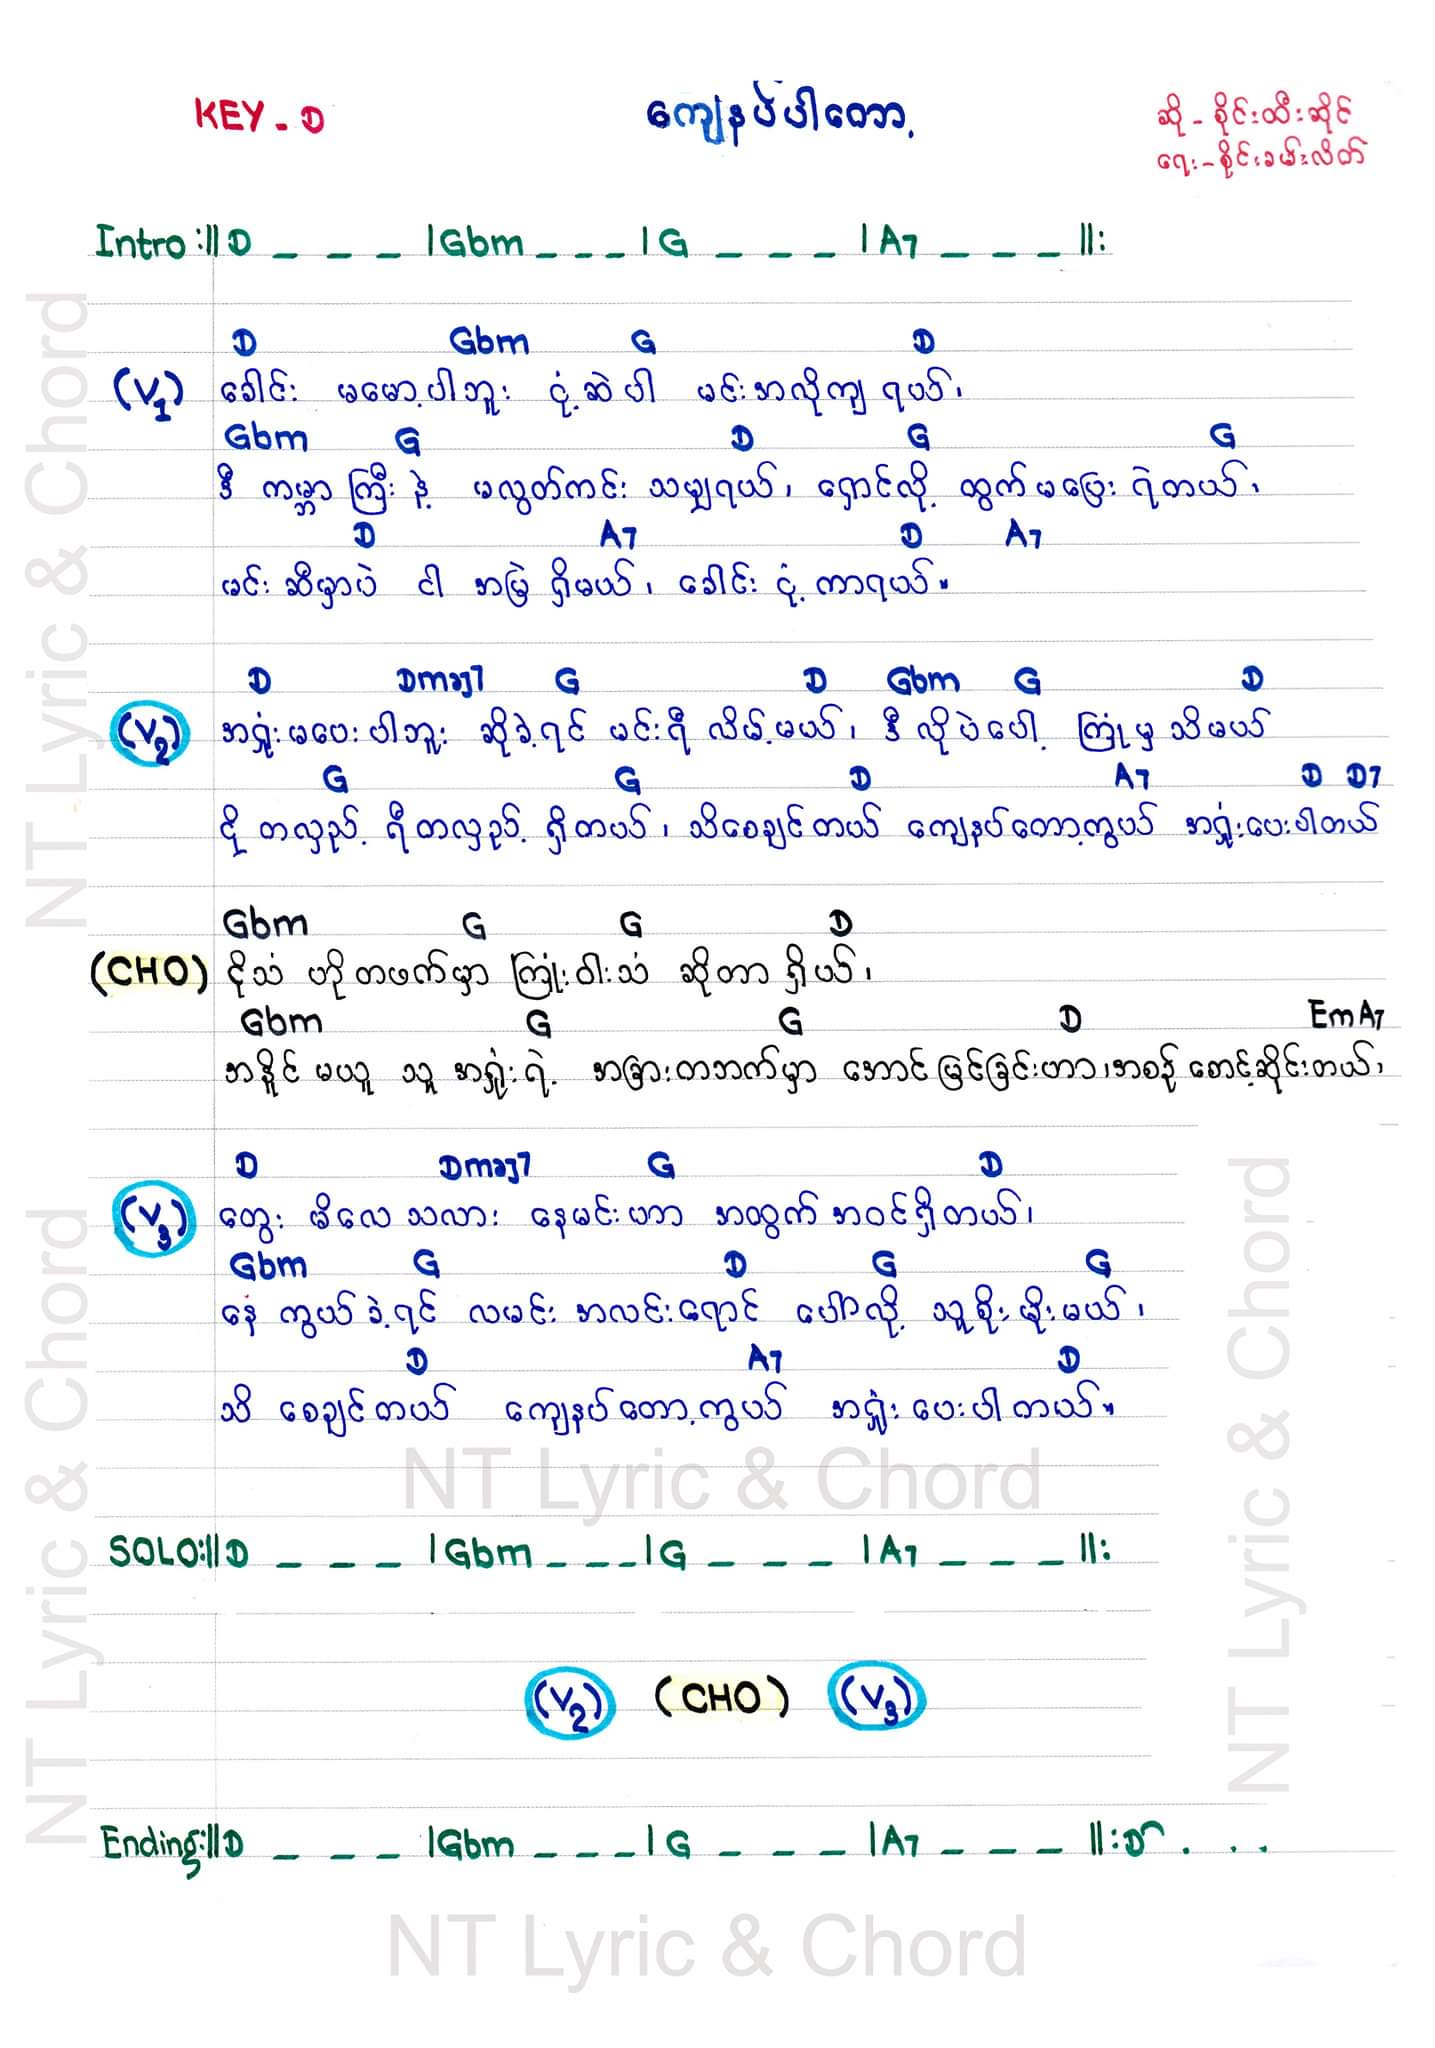 KEY - D
ကျေနပ်ပါတော့
ဆို - စိုင်းထီးဆိုင်
ရေး - စိုင်းခမ်းလိတ်
Intro :|| D _ _ _ | Gbm _ _ _ | G _ _ _ | A7 _ _ _ ||:
D Gbm G D
(V1) ခေါင်း မမော့ပါဘူး ငုံ့ဆဲပါ မင်းအလိုကျ ရယ်၊
Gbm G D G G
ဒီ ကမ္ဘာကြီး နဲ့ မလွတ်ကင်း သမျှရယ်၊ ရှောင်လို့ ထွက်မပြေး ရဲတယ်၊
D A7 D A7
မင်း ဆီမှာပဲ ငါ အမြဲ ရှိမယ်၊ ခေါင်း ငုံ့ ကာရယ်။
D Dmaj7 G D Gbm G D
(V2) အရှုံးမပေးပါဘူး ဆိုခဲ့ရင် မင်းရီ လိမ့်မယ်၊ ဒီ လိုပဲပေါ့ ကြုံမှ သိမယ်
G G D A7 D D7
ငို တလှည့် ရီတလှည့် ရှိတယ်၊ သိစေချင်တယ် ကျေနပ်တော့ကွယ် အရှုံးပေးပါတယ်
Gbm G G D
(CHO) ငိုသံ ဟိုတဖက်မှာ ကြုံးဝါးသံ ဆိုတာ ရှိယ်၊
Gbm G G D Em A7
အနိူင် မယူ သူ အရှုံးရဲ့ အခြားတဘက်မှာ အောင်မြင်ခြင်းဟာ၊အစဉ် စောင့်ဆိုင်းတယ်၊
D Dmaj7 G D
(V3) တွေး မိလေ သလား နေမင်းဟာ အထွက် အဝင်ရှိတယ်၊
Gbm G D G G
နေ ကွယ်ခဲ့ရင် လမင်း အလင်းရောင် ပေါ်လို့ သူစိုးမိုးမယ်၊
D A7 D
သိ စေချင်တယ် ကျေနပ်တော့ကွယ် အရှုံး ပေးပါတယ်။
SOLO:|| D _ _ _ | Gbm _ _ _ | G _ _ _ | A7 _ _ _ ||:
(V2) (CHO) (V3)
Ending:|| D _ _ _ | Gbm _ _ _ | G _ _ _ | A7 _ _ _ ||: D . . .
NT Lyric & Chord
NT Lyric & Chord
NT Lyric & Chord
NT Lyric & Chord
NT Lyric & Chord